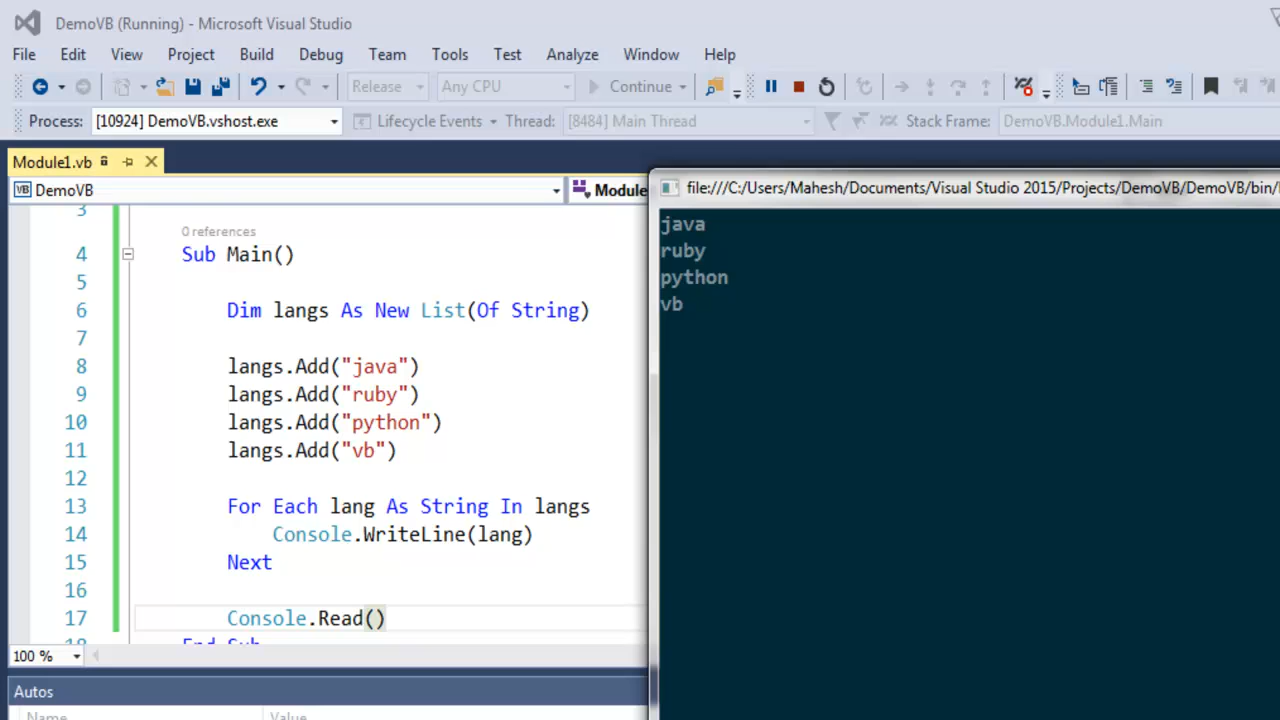 DemoVB (Running) - Microsoft Visual Studio
File Edit View Project Build Debug Team Tools Test Analyze Window Help
Release Any CPU Continue
Process: [10924] DemoVB.vshost.exe Lifecycle Events Thread: [8484] Main Thread Stack Frame: DemoVB.Module1.Main
Module1.vb
VB DemoVB Module
file:///C:/Users/Mahesh/Documents/Visual Studio 2015/Projects/DemoVB/DemoVB/bin/
3
0 references
4 Sub Main()
5
6 Dim langs As New List(Of String)
7
8 langs.Add("java")
9 langs.Add("ruby")
10 langs.Add("python")
11 langs.Add("vb")
12
13 For Each lang As String In langs
14 Console.WriteLine(lang)
15 Next
16
17 Console.Read()
18 End Sub
100 %
Autos
Name Value
java
ruby
python
vb